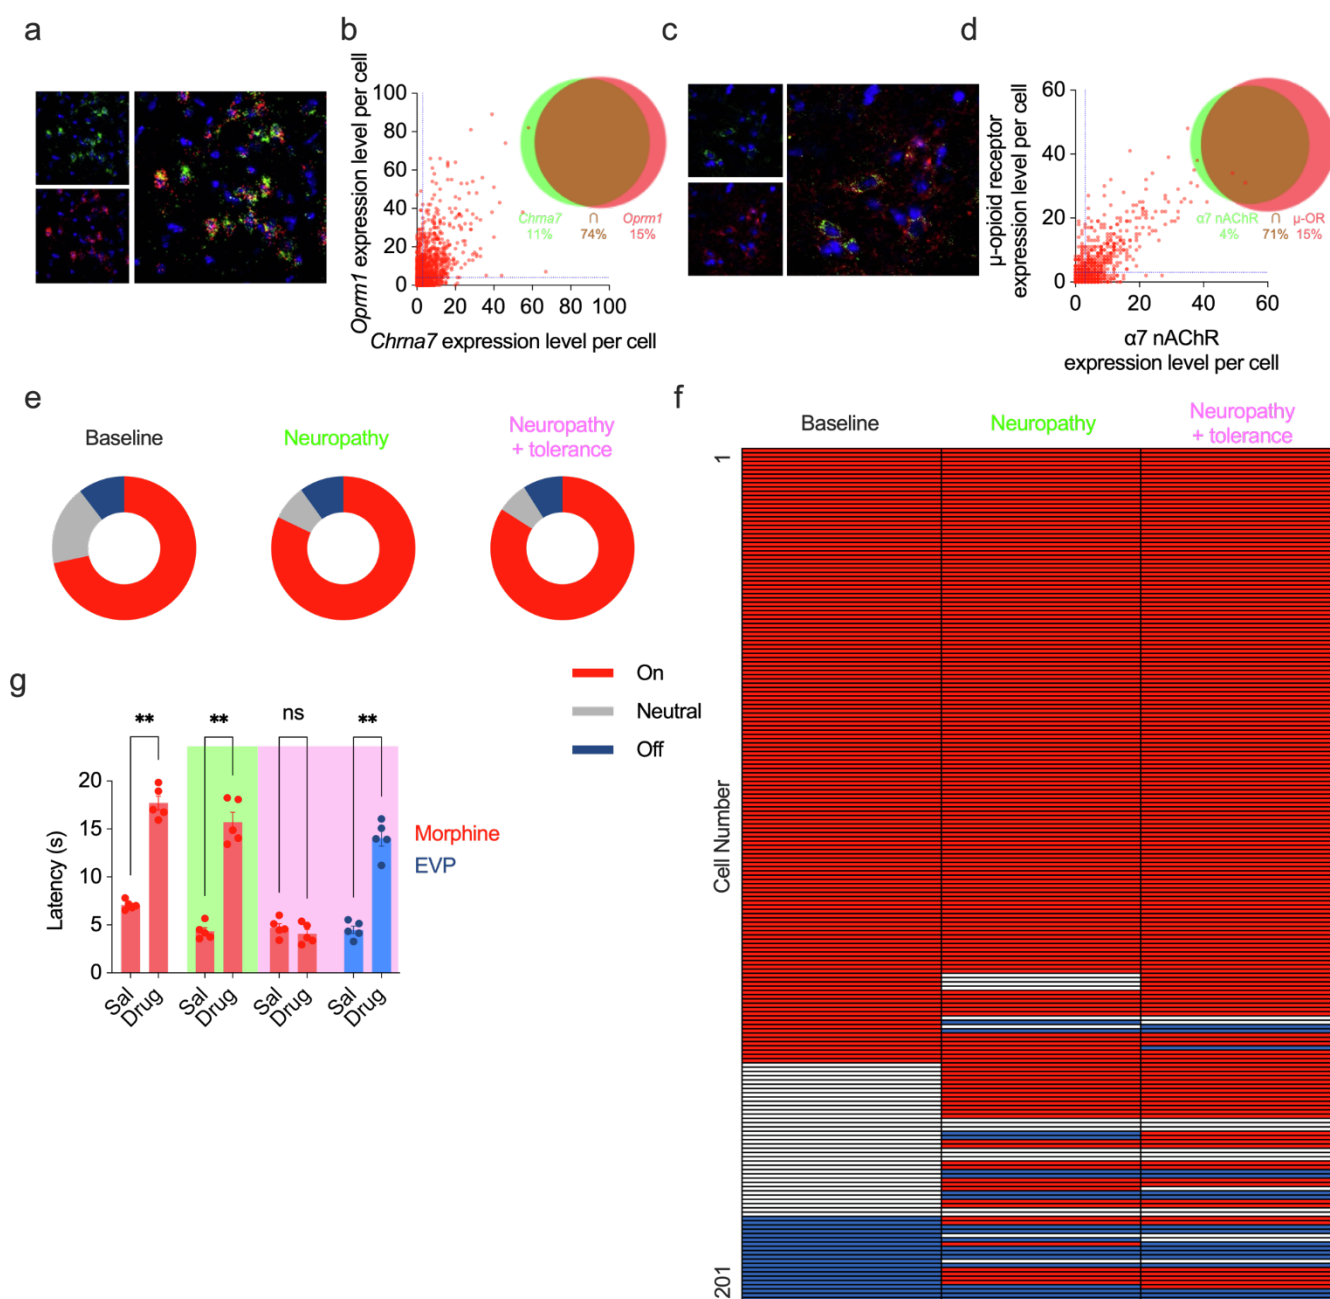 a
b
c
d
Oprm1 expression level per cell
100
80
60
40
20
0
0 20 40 60 80 100
Chrna7 expression level per cell
Chrna7
11%
∩
74%
Oprm1
15%
μ-opioid receptor
expression level per cell
60
40
20
0
0 20 40 60
α7 nAChR
expression level per cell
α7 nAChR
4%
∩
71%
μ-OR
15%
e
Baseline
Neuropathy
Neuropathy
+ tolerance
On
Neutral
Off
f
Baseline
Neuropathy
Neuropathy
+ tolerance
1
Cell Number
201
g
** ** ns **
Latency (s)
20
15
10
5
0
Sal Drug Sal Drug Sal Drug Sal Drug
Morphine
EVP